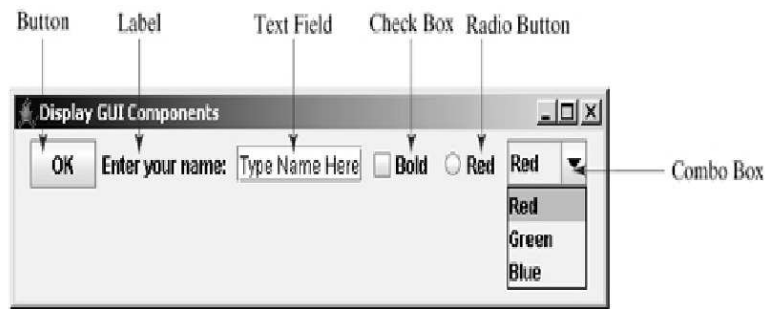 Button Label Text Field Check Box Radio Button
Display GUI Components
OK Enter your name: Type Name Here Bold Red Red
Combo Box
Red
Green
Blue